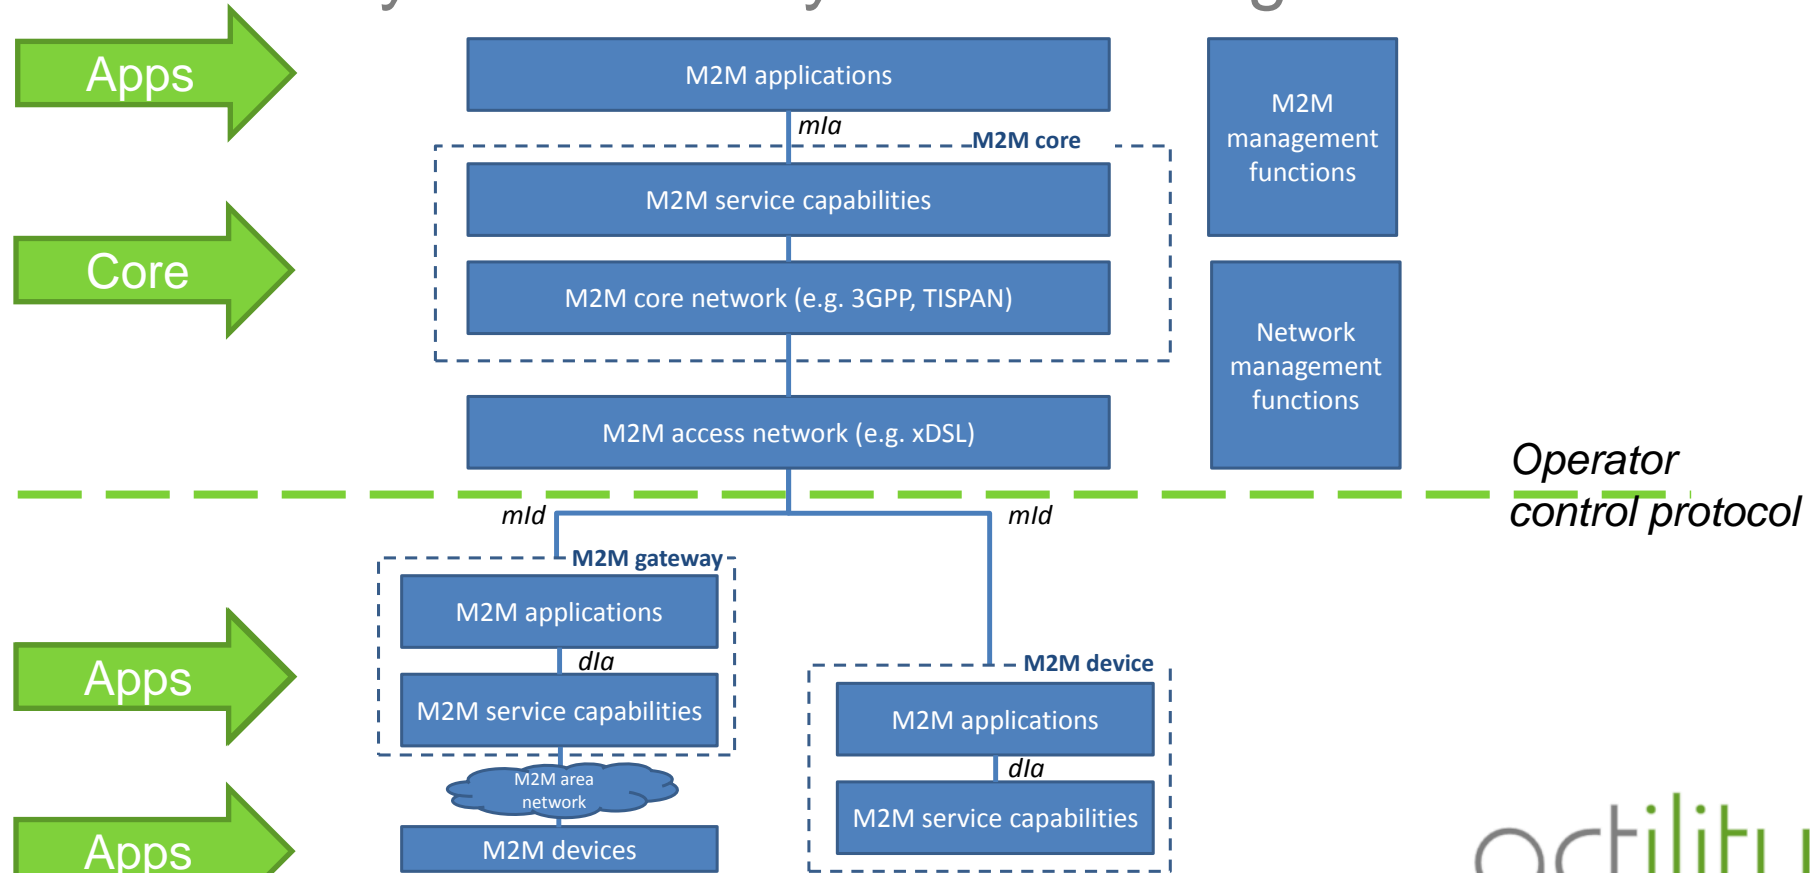 Apps
M2M applications
mIa
M2M core
M2M
management
functions
M2M service capabilities
Core
M2M core network (e.g. 3GPP, TISPAN)
Network
management
functions
M2M access network (e.g. xDSL)
Operator
control protocol
mId
mId
M2M gateway
M2M applications
dIa
Apps
M2M service capabilities
M2M device
M2M applications
dIa
M2M area
network
M2M service capabilities
Apps
M2M devices
actility